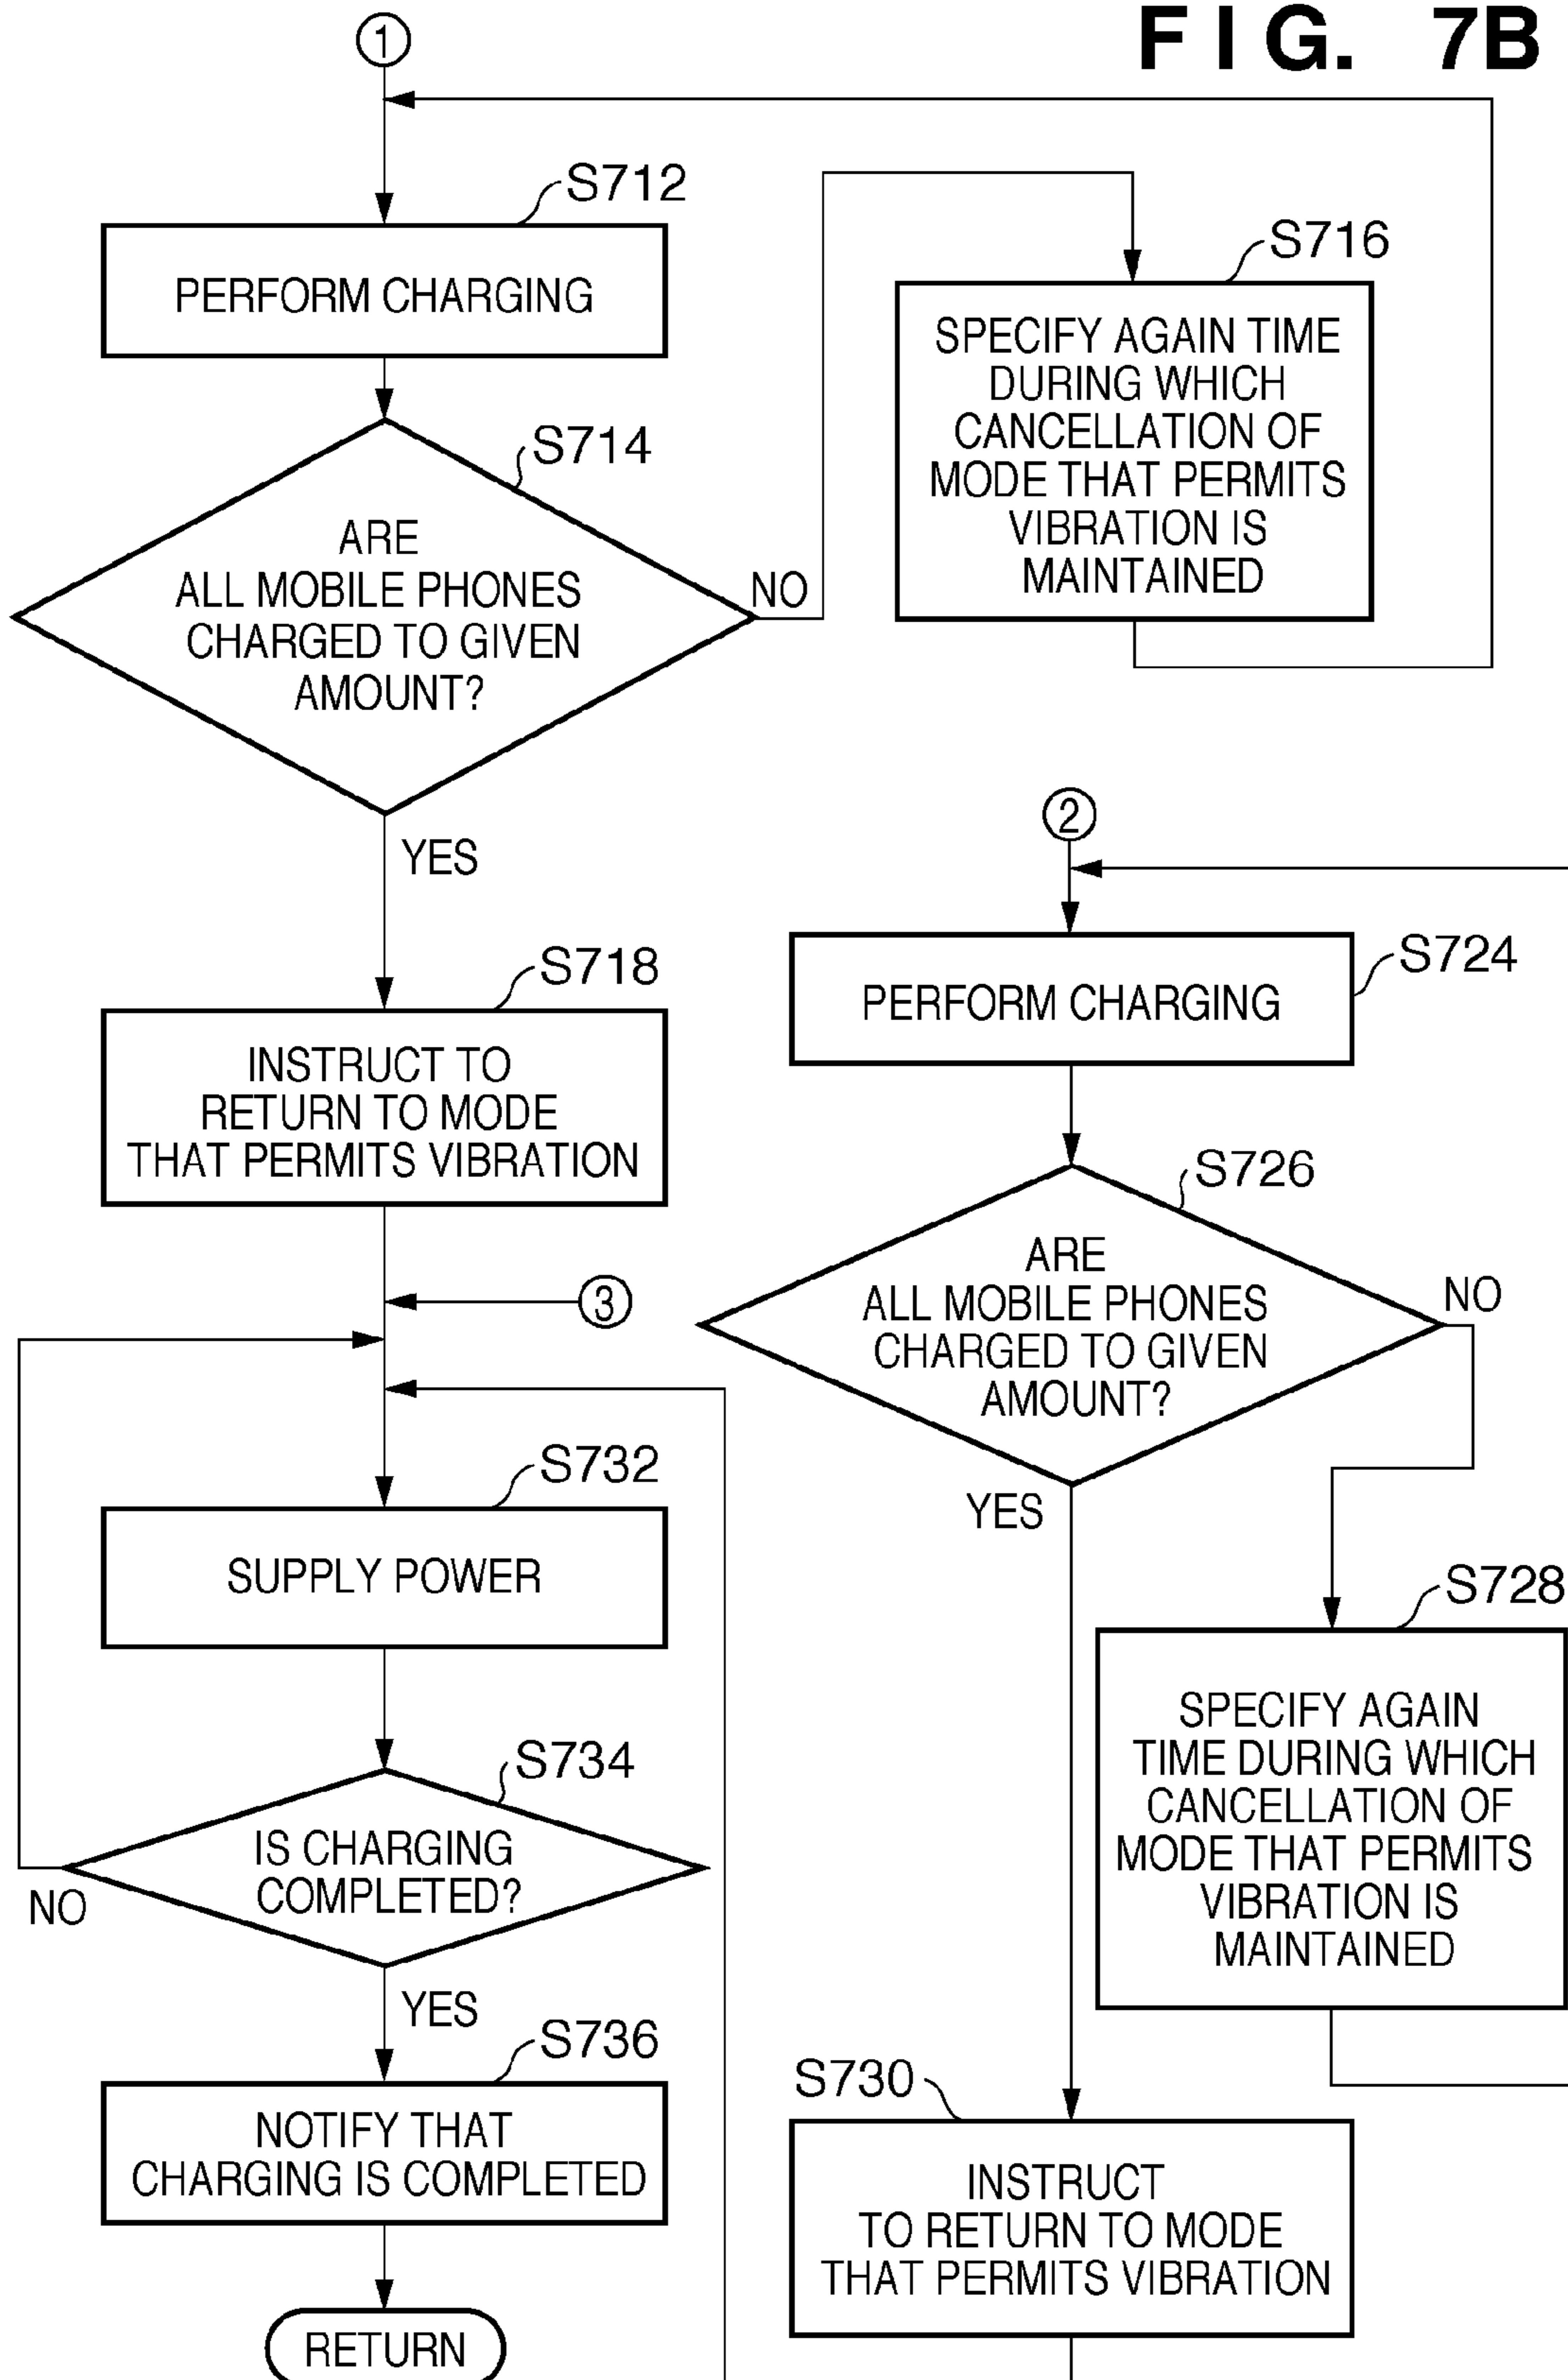 FIG. 7B
1
S712
PERFORM CHARGING
S714
ARE
ALL MOBILE PHONES
CHARGED TO GIVEN
AMOUNT?
NO
YES
S716
SPECIFY AGAIN TIME
DURING WHICH
CANCELLATION OF
MODE THAT PERMITS
VIBRATION IS
MAINTAINED
S718
INSTRUCT TO
RETURN TO MODE
THAT PERMITS VIBRATION
3
S732
SUPPLY POWER
S734
IS CHARGING
COMPLETED?
NO
YES
S736
NOTIFY THAT
CHARGING IS COMPLETED
RETURN
2
S724
PERFORM CHARGING
S726
ARE
ALL MOBILE PHONES
CHARGED TO GIVEN
AMOUNT?
NO
YES
S728
SPECIFY AGAIN
TIME DURING WHICH
CANCELLATION OF
MODE THAT PERMITS
VIBRATION IS
MAINTAINED
S730
INSTRUCT
TO RETURN TO MODE
THAT PERMITS VIBRATION